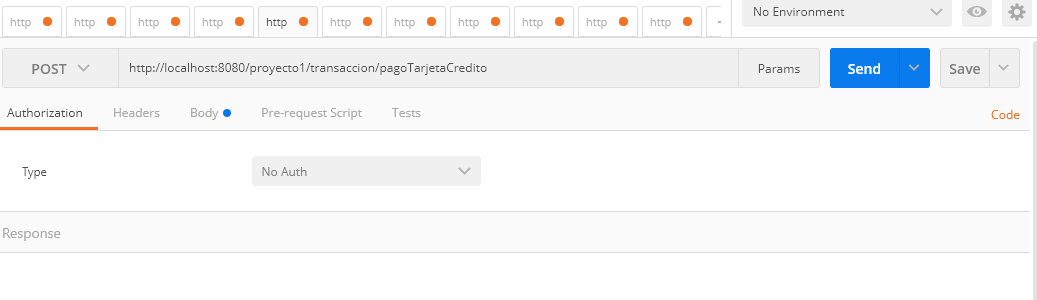 http http http http http http http http http http http No Environment
POST http://localhost:8080/proyecto1/transaccion/pagoTarjetaCredito Params Send Save
Authorization Headers Body Pre-request Script Tests Code
Type No Auth
Response